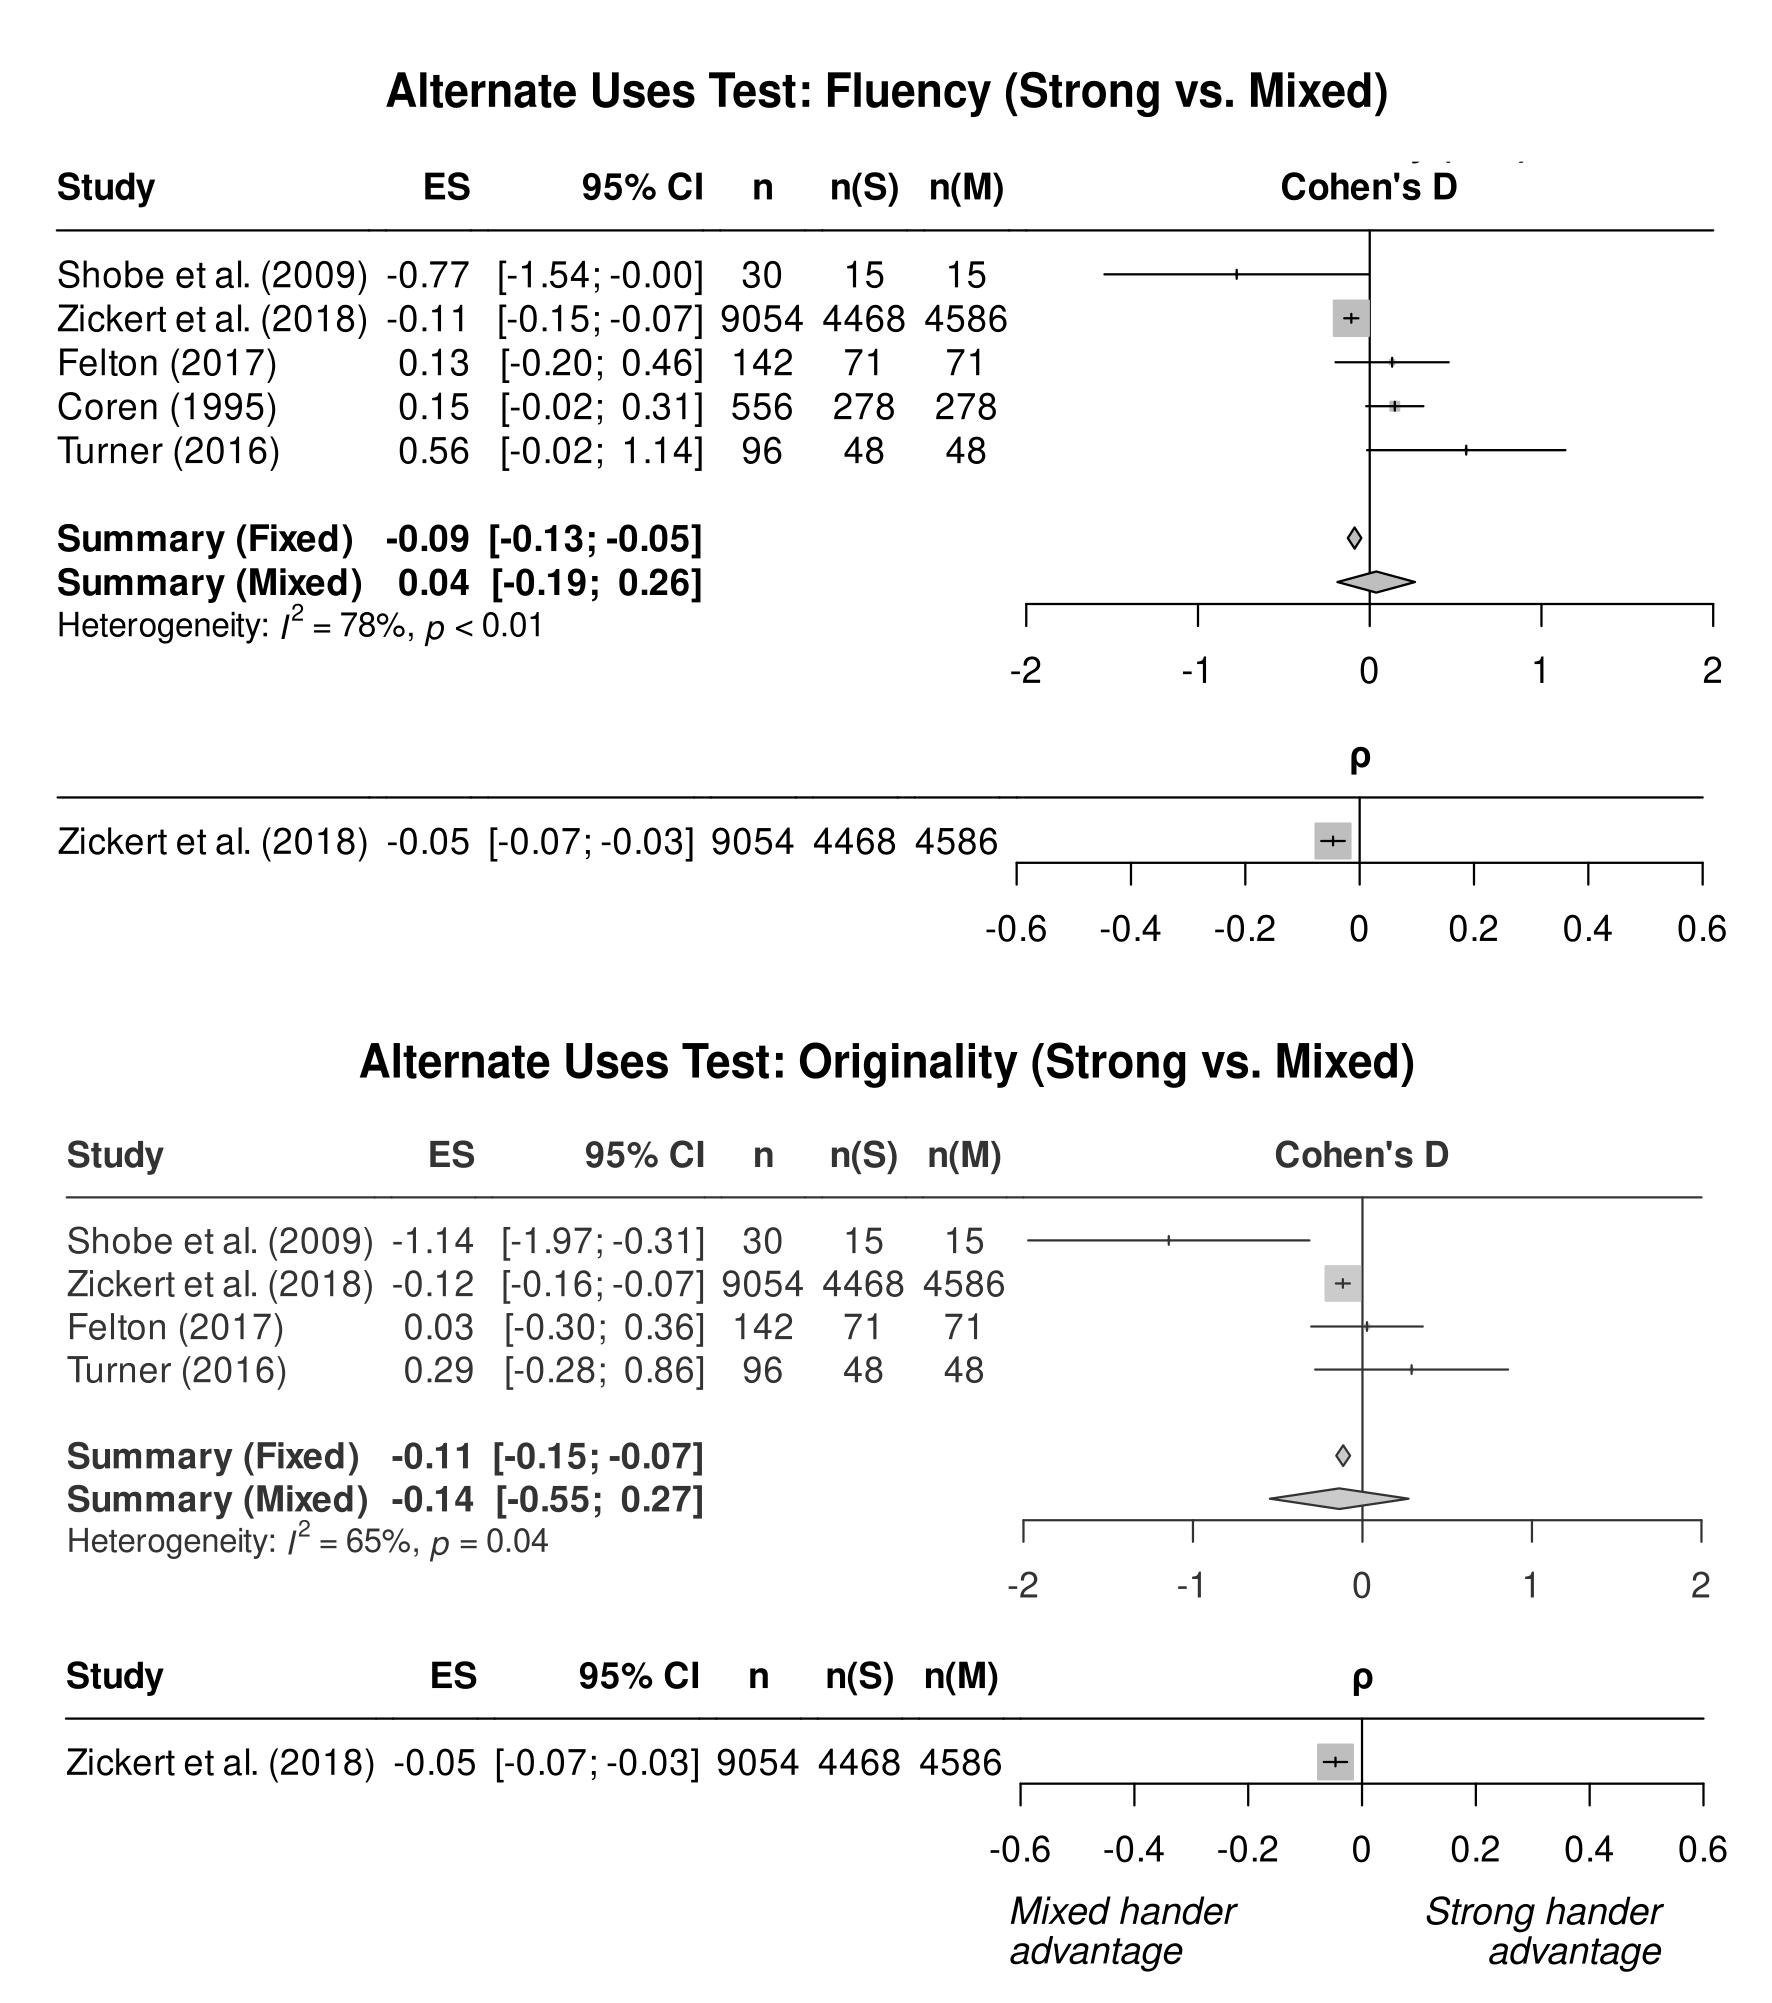 Alternate Uses Test: Fluency (Strong vs. Mixed)
Study ES 95% CI n n(S) n(M) Cohen's D
Shobe et al. (2009) -0.77 [-1.54; -0.00] 30 15 15
Zickert et al. (2018) -0.11 [-0.15; -0.07] 9054 4468 4586
Felton (2017) 0.13 [-0.20; 0.46] 142 71 71
Coren (1995) 0.15 [-0.02; 0.31] 556 278 278
Turner (2016) 0.56 [-0.02; 1.14] 96 48 48
Summary (Fixed) -0.09 [-0.13; -0.05]
Summary (Mixed) 0.04 [-0.19; 0.26]
Heterogeneity: I² = 78%, p < 0.01
-2 -1 0 1 2
ρ
Zickert et al. (2018) -0.05 [-0.07; -0.03] 9054 4468 4586
-0.6 -0.4 -0.2 0 0.2 0.4 0.6
Alternate Uses Test: Originality (Strong vs. Mixed)
Study ES 95% CI n n(S) n(M) Cohen's D
Shobe et al. (2009) -1.14 [-1.97; -0.31] 30 15 15
Zickert et al. (2018) -0.12 [-0.16; -0.07] 9054 4468 4586
Felton (2017) 0.03 [-0.30; 0.36] 142 71 71
Turner (2016) 0.29 [-0.28; 0.86] 96 48 48
Summary (Fixed) -0.11 [-0.15; -0.07]
Summary (Mixed) -0.14 [-0.55; 0.27]
Heterogeneity: I² = 65%, p = 0.04
-2 -1 0 1 2
Study ES 95% CI n n(S) n(M) ρ
Zickert et al. (2018) -0.05 [-0.07; -0.03] 9054 4468 4586
-0.6 -0.4 -0.2 0 0.2 0.4 0.6
Mixed hander Strong hander
advantage advantage